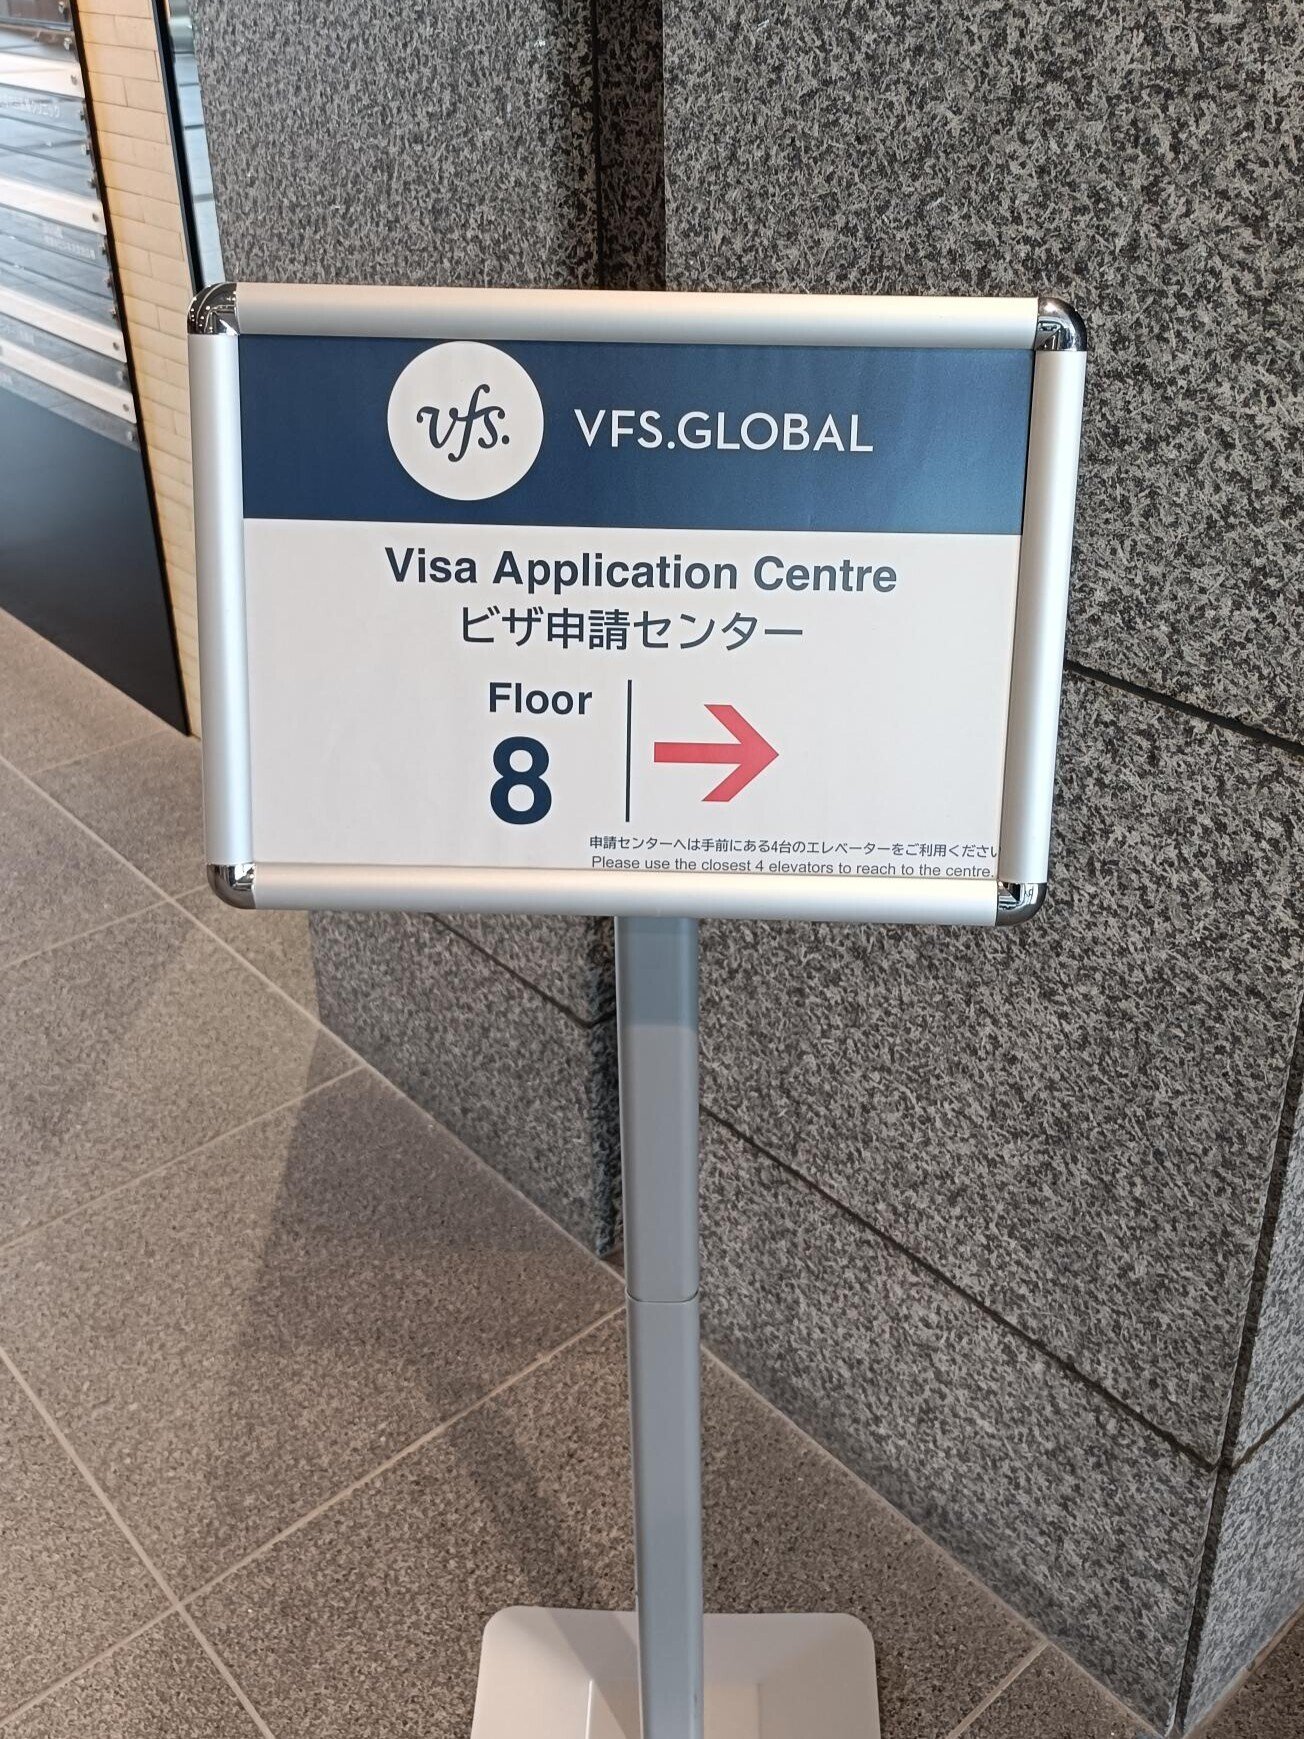 vfs. VFS.GLOBAL
Visa Application Centre
ビザ申請センター
Floor
8
申請センターへは手前にある4台のエレベーターをご利用ください
Please use the closest 4 elevators to reach to the centre.